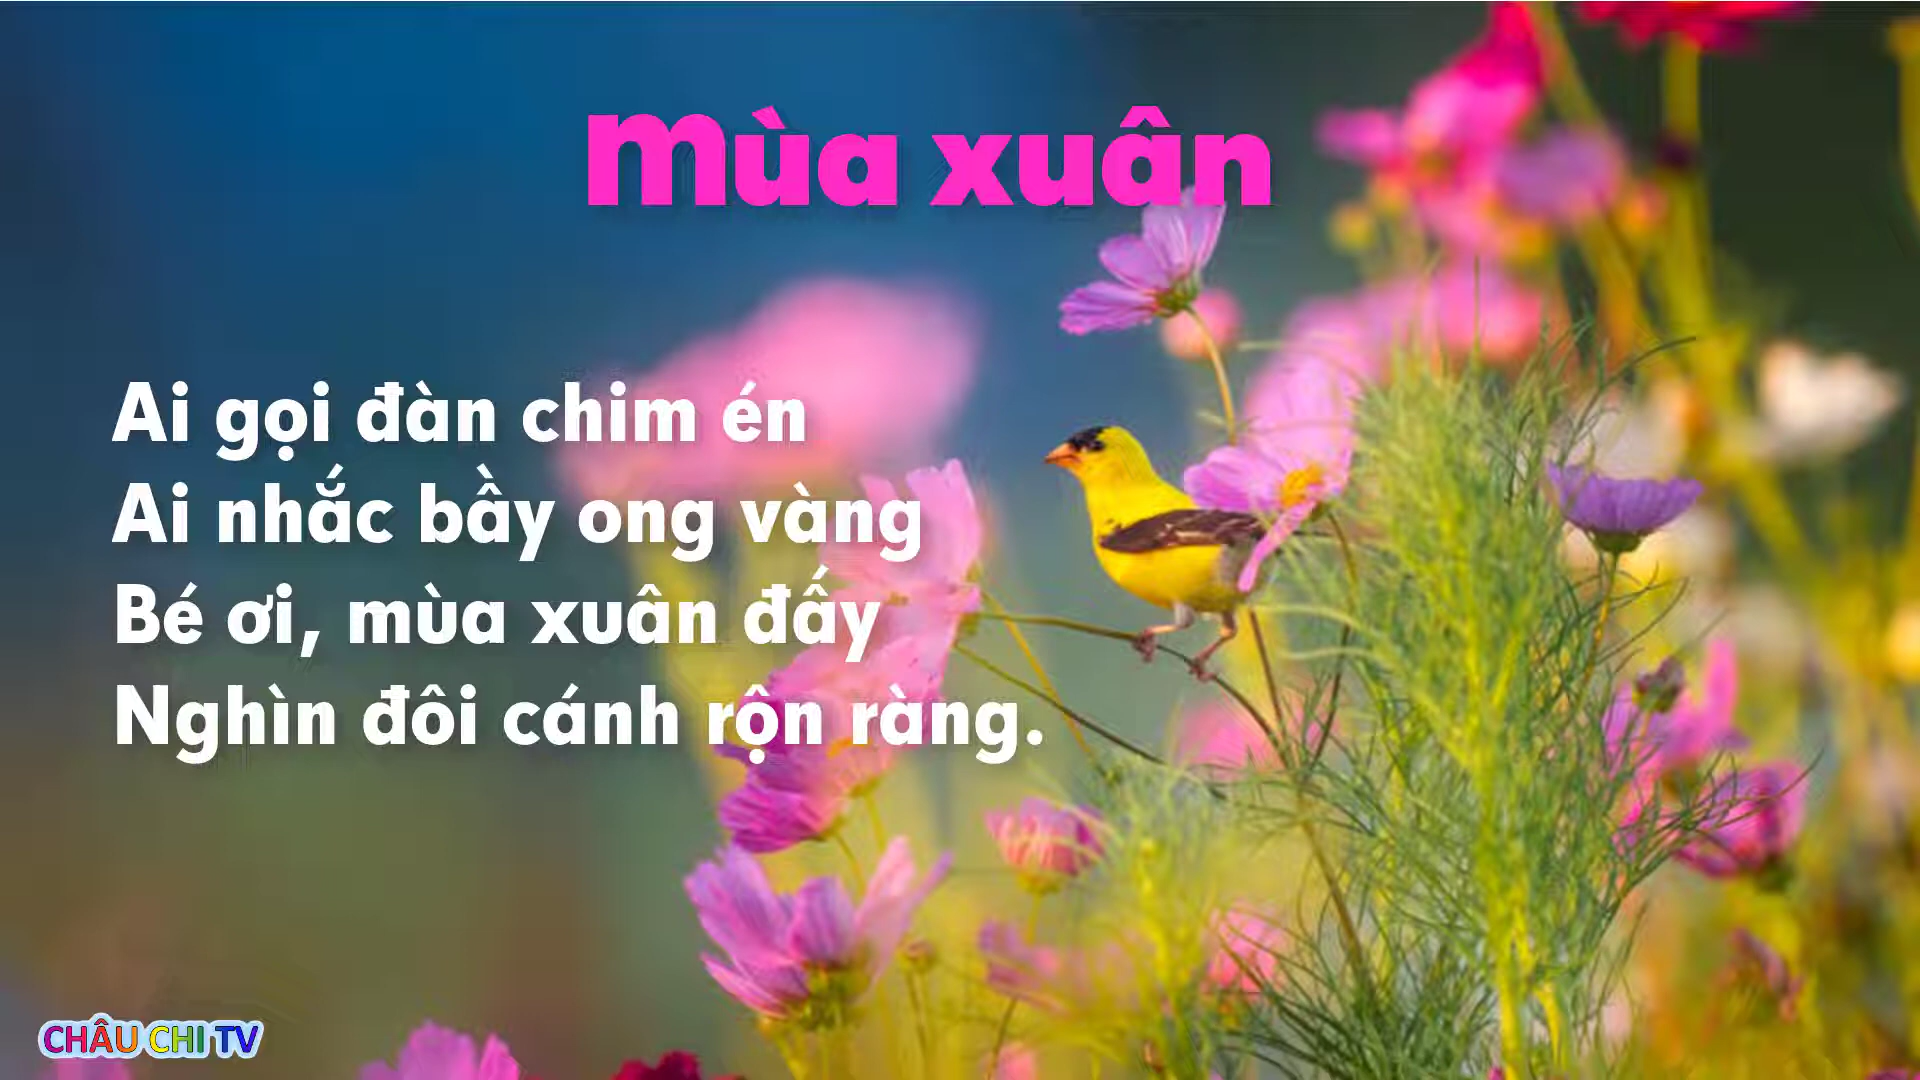 mùa xuân
Ai gọi đàn chim én
Ai nhắc bầy ong vàng
Bé ơi, mùa xuân đấy
Nghìn đôi cánh rộn ràng.
CHÂU CHI TV